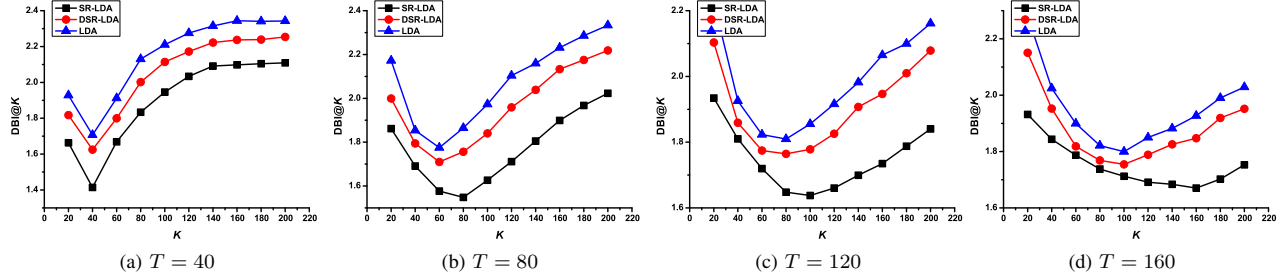 SR-LDA
DSR-LDA
LDA
2.4
2.2
2.0
1.8
1.6
1.4
DBI@K
20 40 60 80 100 120 140 160 180 200 220
K
(a) T = 40
SR-LDA
DSR-LDA
LDA
2.4
2.2
2.0
1.8
1.6
DBI@K
0 20 40 60 80 100 120 140 160 180 200 220
K
(b) T = 80
SR-LDA
DSR-LDA
LDA
2.2
2.0
1.8
1.6
DBI@K
0 20 40 60 80 100 120 140 160 180 200 220
K
(c) T = 120
SR-LDA
DSR-LDA
LDA
2.2
2.0
1.8
1.6
DBI@K
0 20 40 60 80 100 120 140 160 180 200 220
K
(d) T = 160